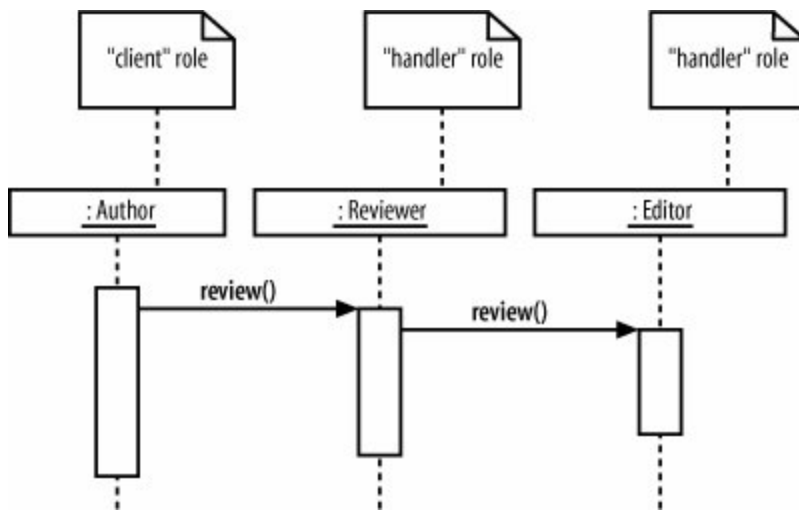 "client" role
"handler" role
"handler" role
: Author
: Reviewer
: Editor
review()
review()